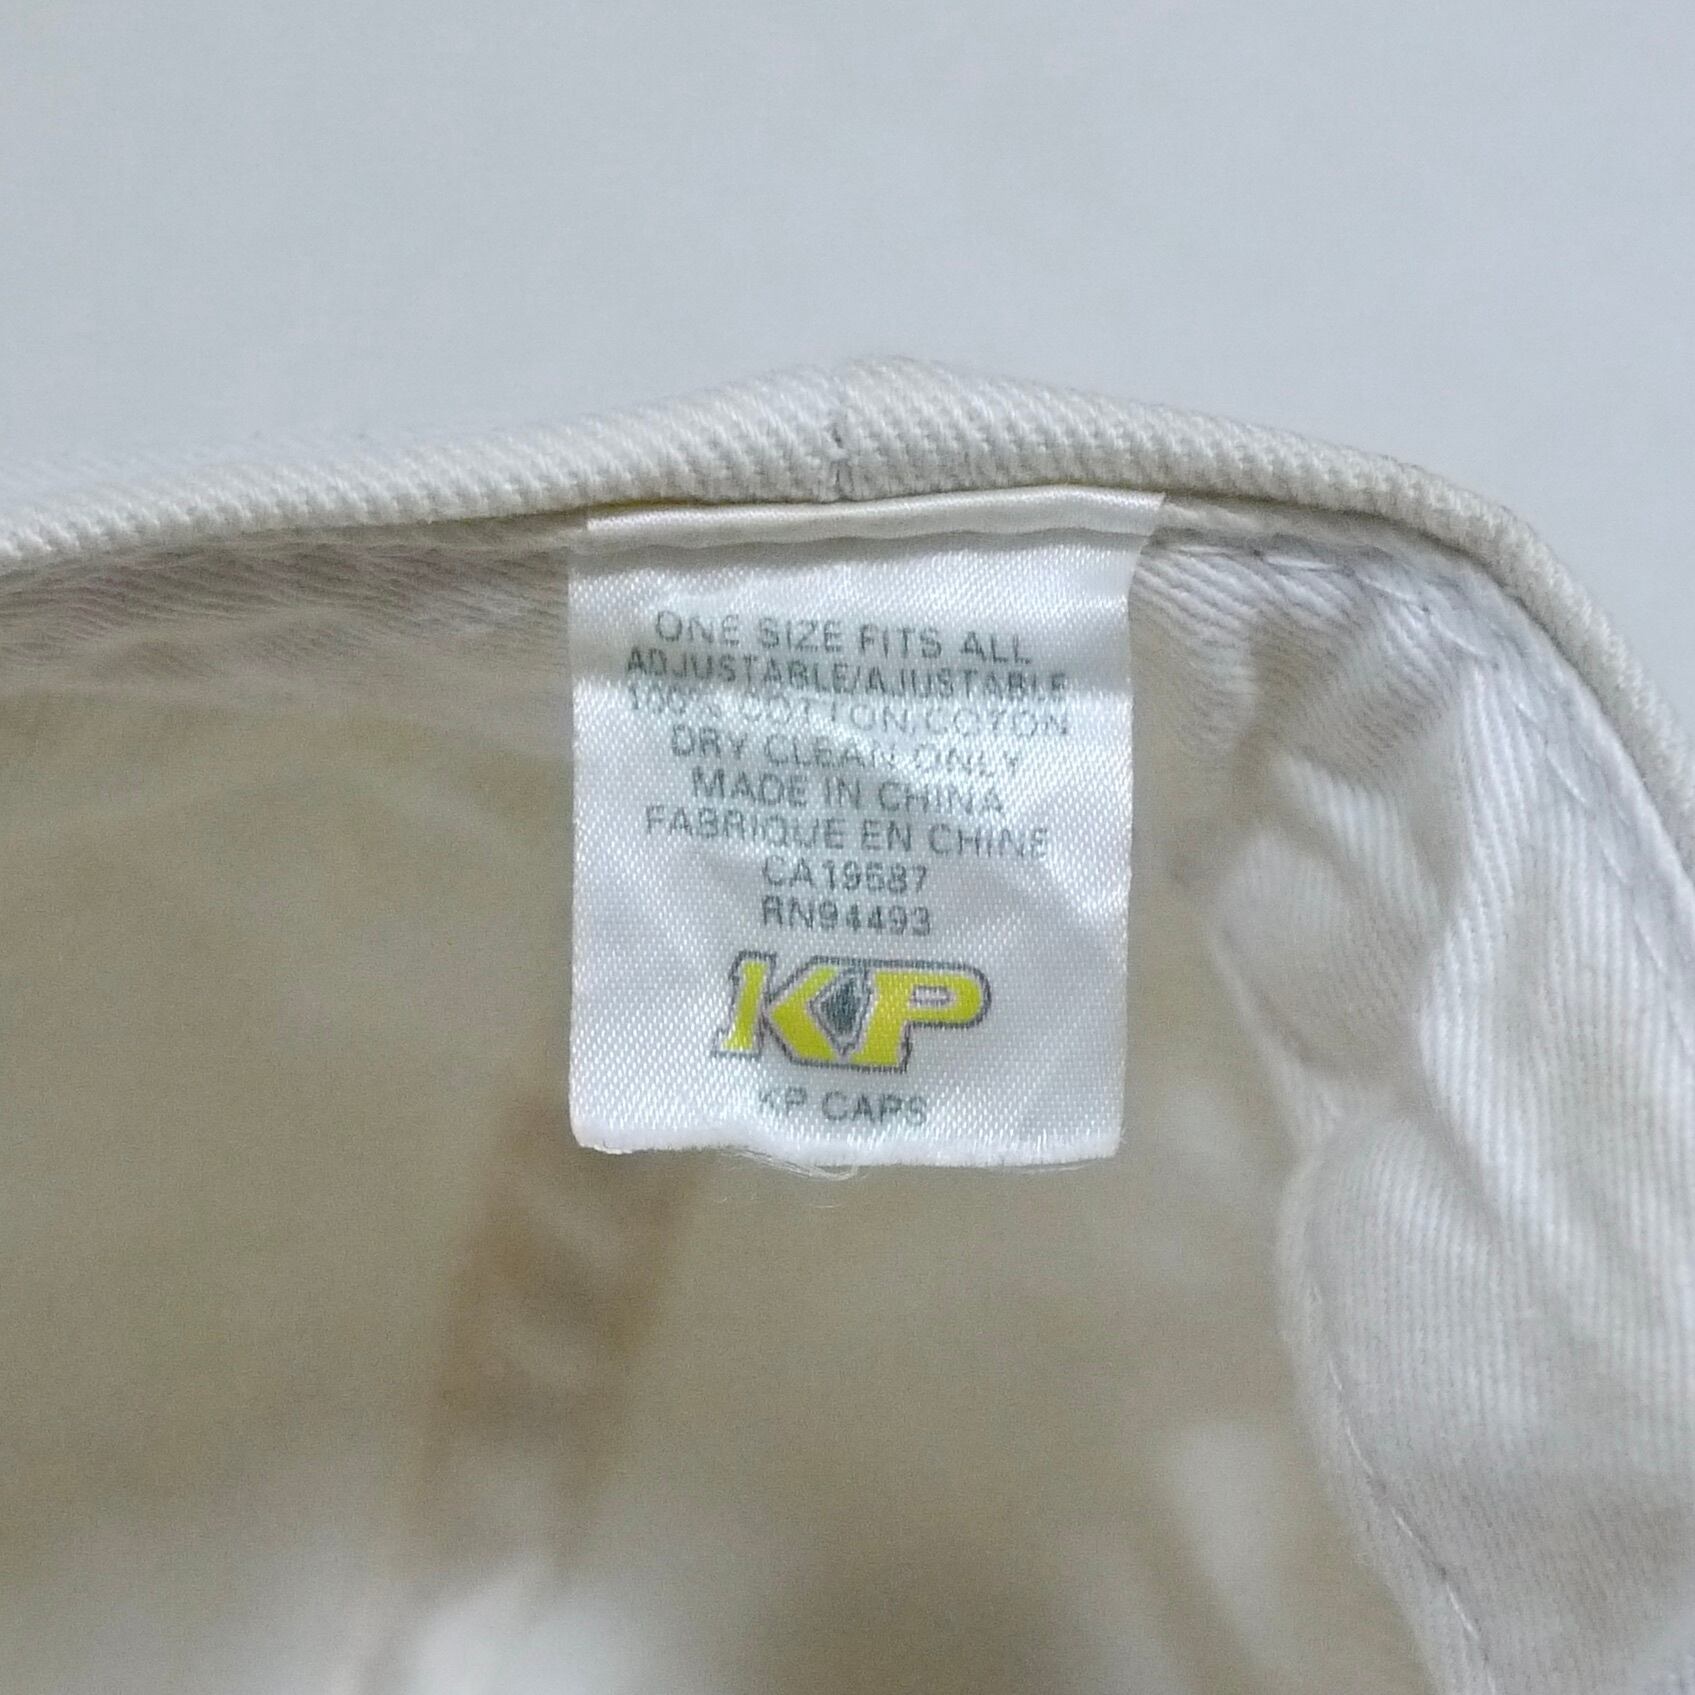 ONE SIZE FITS ALL
ADJUSTABLE/AJUSTABLE
100% COTTON/COTON
DRY CLEAN ONLY
MADE IN CHINA
FABRIQUE EN CHINE
CA19587
RN94493
KP
KP CAPS